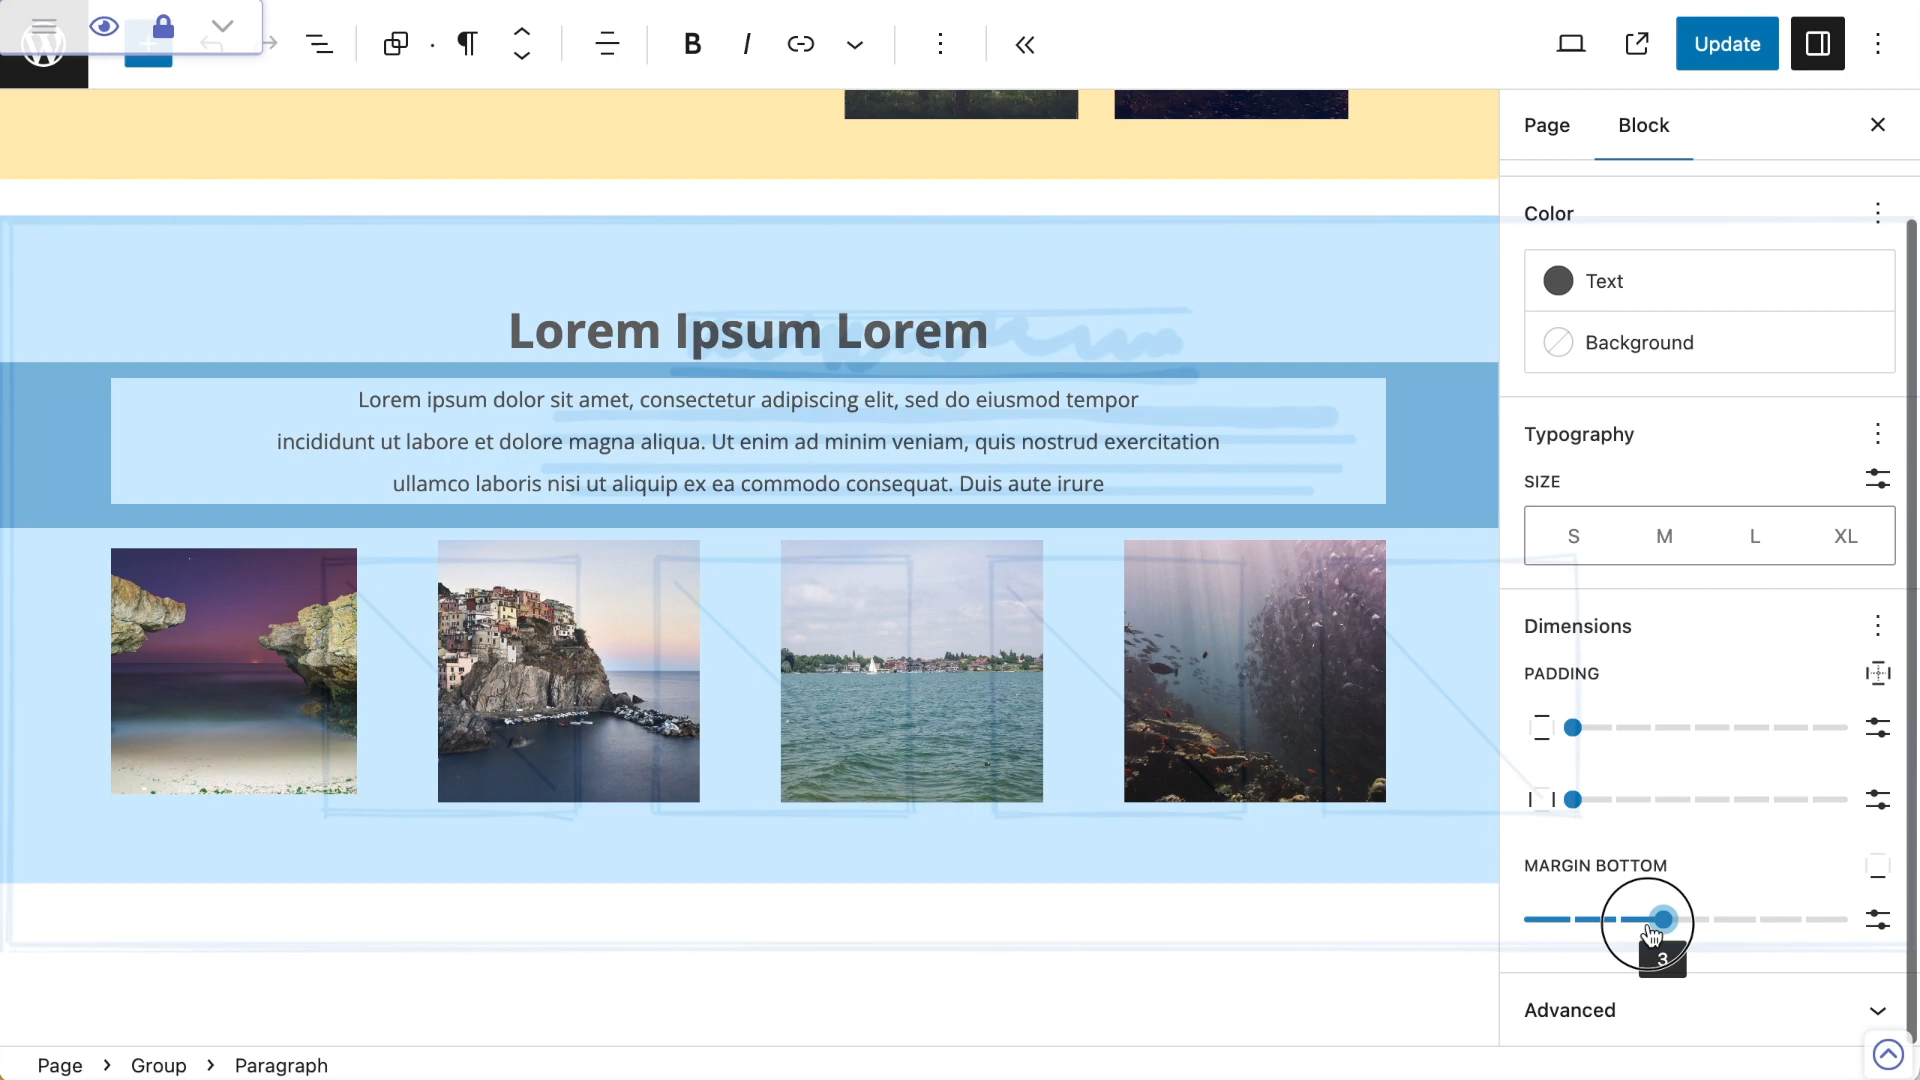 B I Update
Page Block
Color
Text
Background
Typography
SIZE
S M L XL
Dimensions
PADDING
MARGIN BOTTOM
3
Advanced
Lorem Ipsum Lorem
Lorem ipsum dolor sit amet, consectetur adipiscing elit, sed do eiusmod tempor
incididunt ut labore et dolore magna aliqua. Ut enim ad minim veniam, quis nostrud exercitation
ullamco laboris nisi ut aliquip ex ea commodo consequat. Duis aute irure
Page > Group > Paragraph